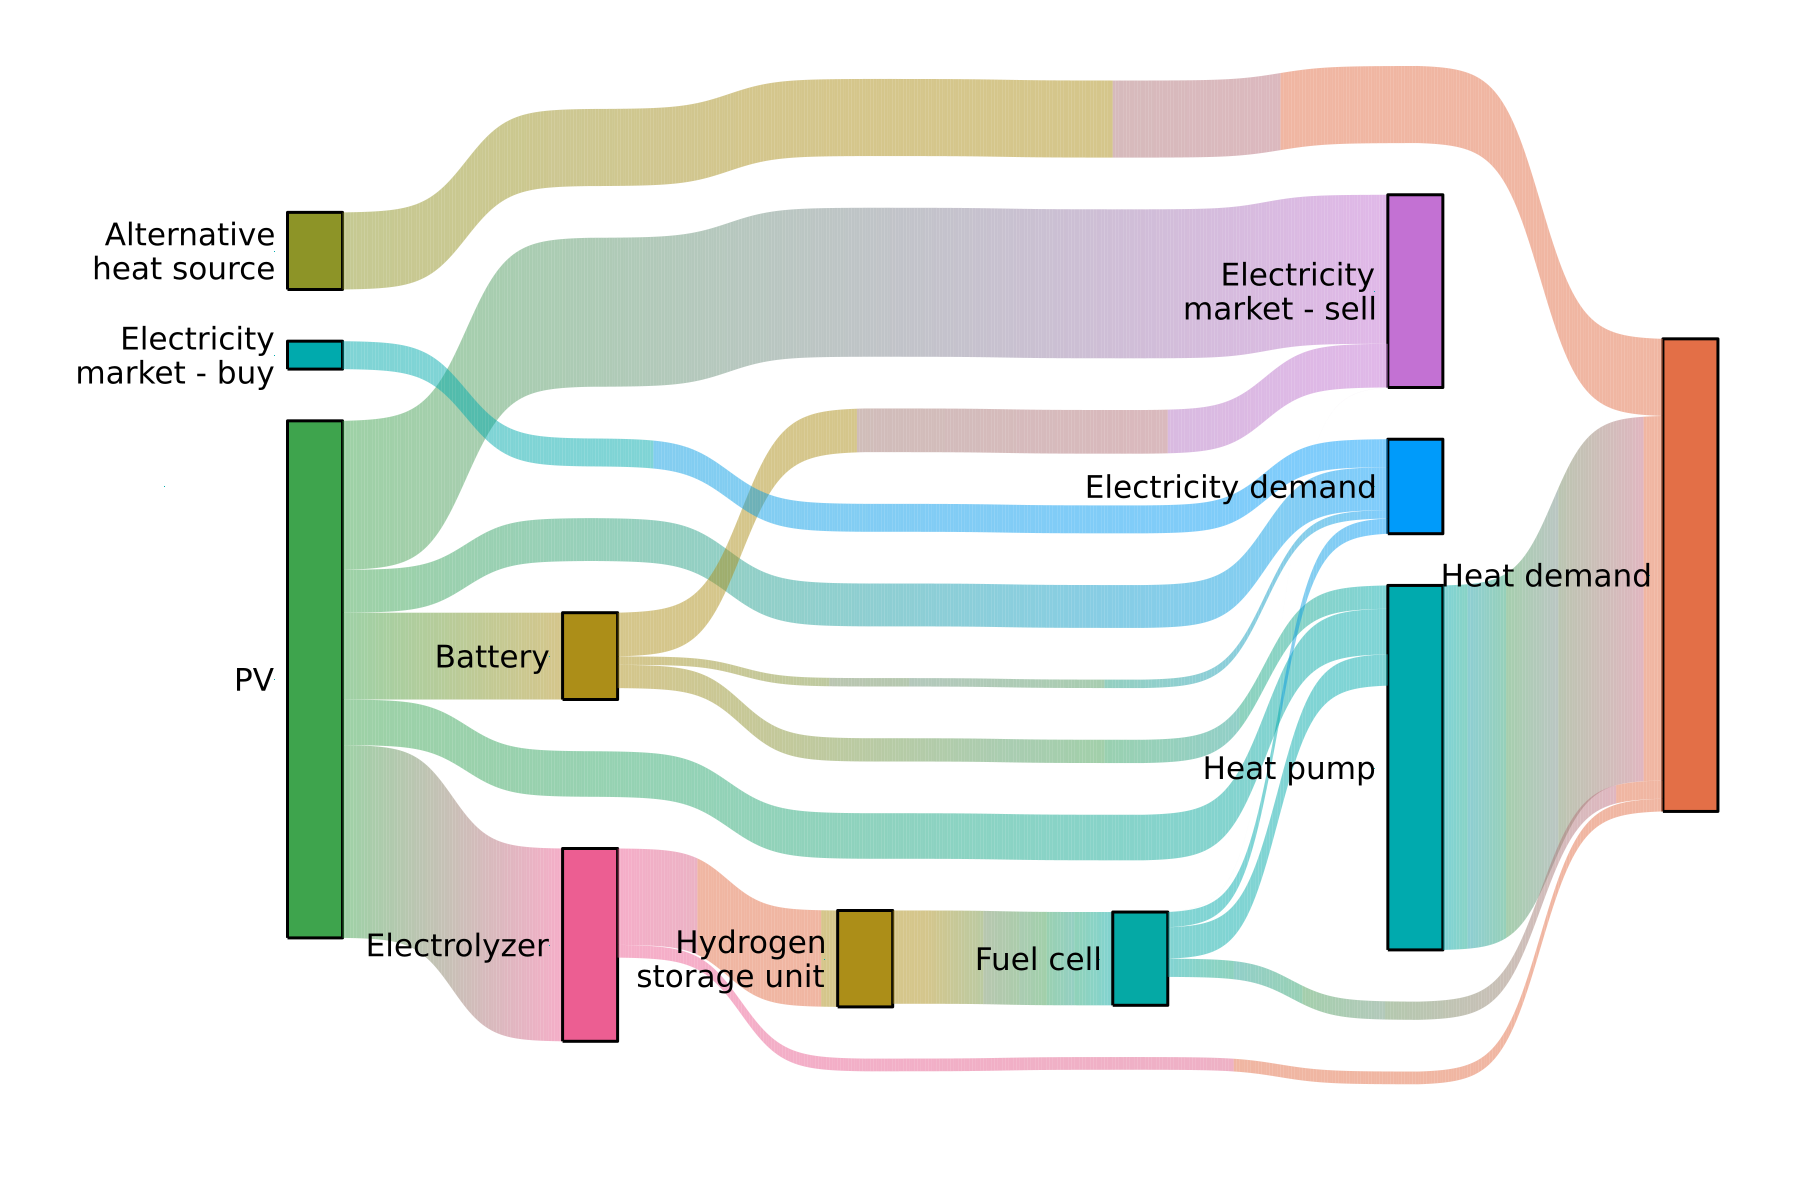 Alternative
heat source
Electricity
market - buy
PV
Battery
Electrolyzer
Hydrogen
storage unit
Fuel cell
Electricity
market - sell
Electricity demand
Heat pump
Heat demand